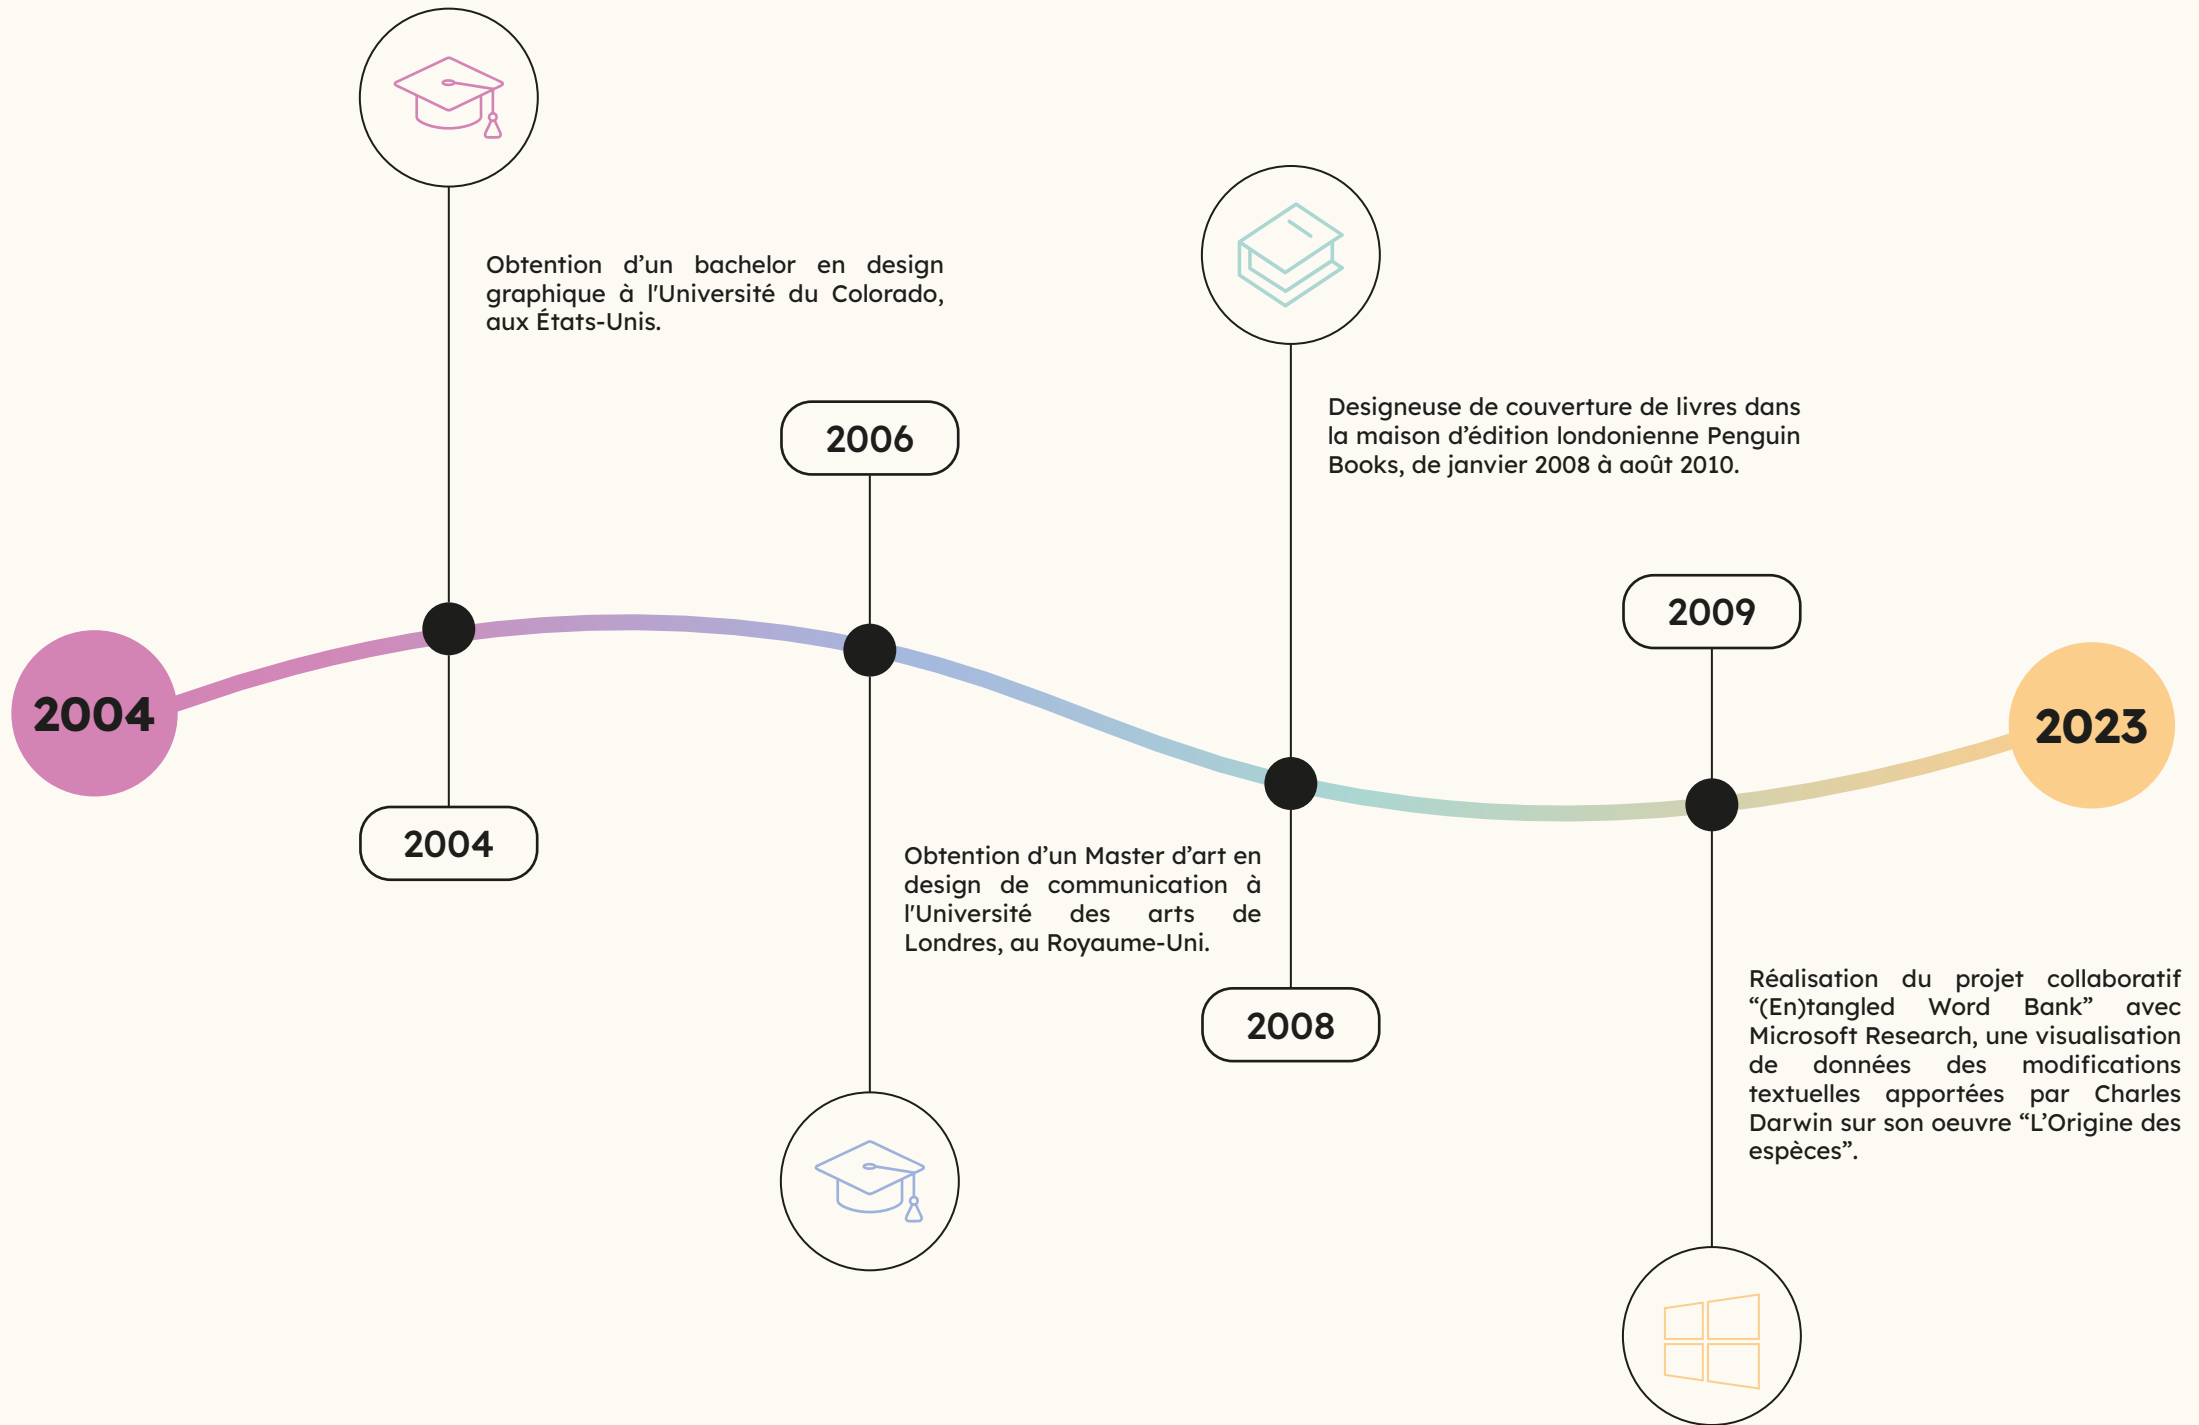 Obtention d’un bachelor en design
graphique à l'Université du Colorado,
aux États-Unis.
2006
Designeuse de couverture de livres dans
la maison d’édition londonienne Penguin
Books, de janvier 2008 à août 2010.
2009
2004
2023
2004
Obtention d’un Master d’art en
design de communication à
l'Université des arts de
Londres, au Royaume-Uni.
2008
Réalisation du projet collaboratif
“(En)tangled Word Bank” avec
Microsoft Research, une visualisation
de données des modifications
textuelles apportées par Charles
Darwin sur son oeuvre “L’Origine des
espèces”.